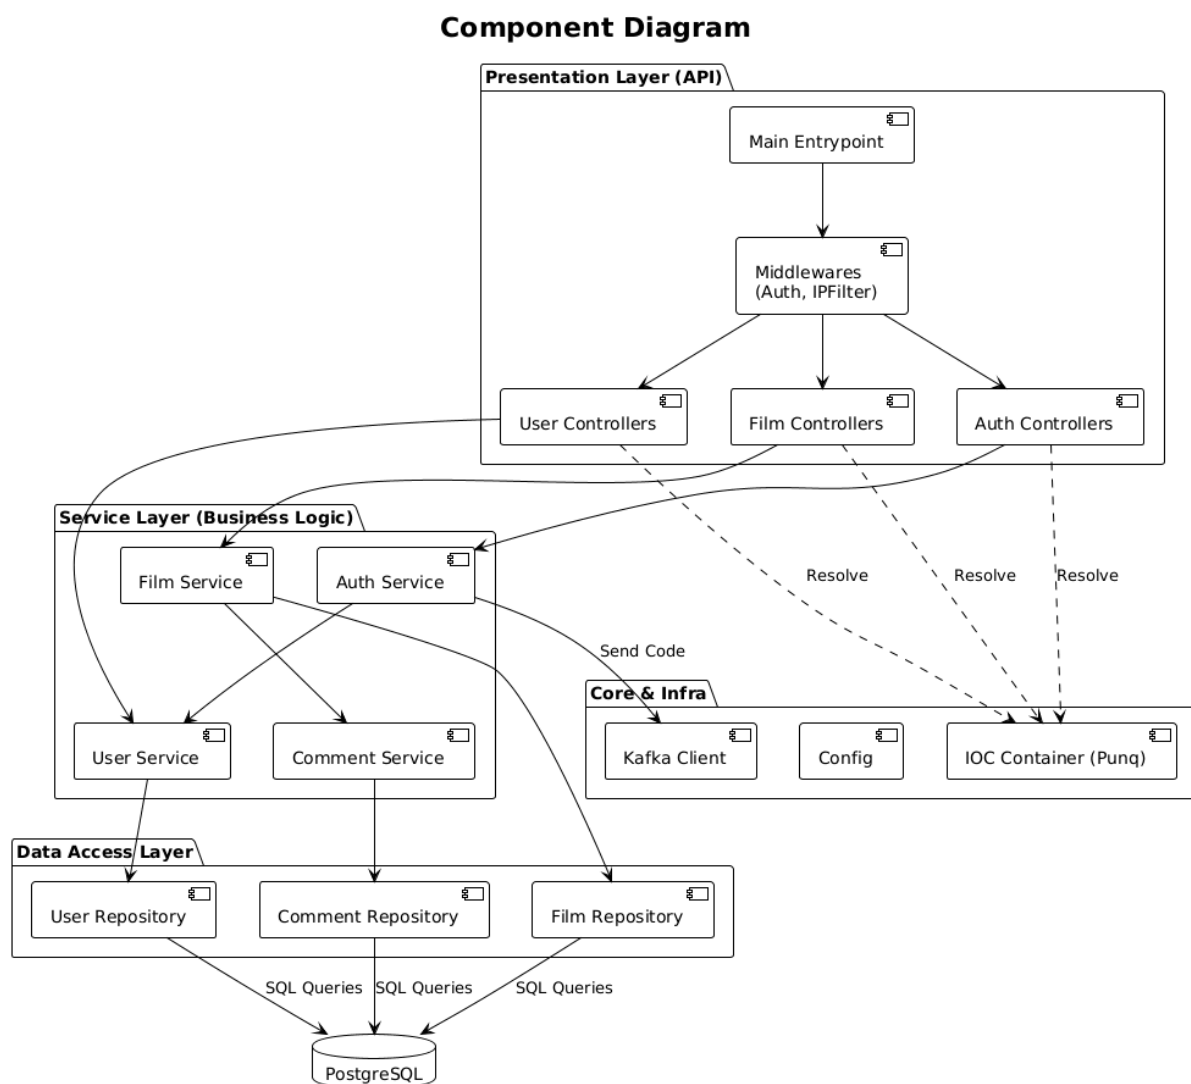 Component Diagram
Presentation Layer (API)
Main Entrypoint
Middlewares
(Auth, IPFilter)
User Controllers
Film Controllers
Auth Controllers
Service Layer (Business Logic)
Film Service
Auth Service
Resolve
Resolve
Resolve
Send Code
Core & Infra
User Service
Comment Service
Kafka Client
Config
IOC Container (Punq)
Data Access Layer
User Repository
Comment Repository
Film Repository
SQL Queries
SQL Queries
SQL Queries
PostgreSQL